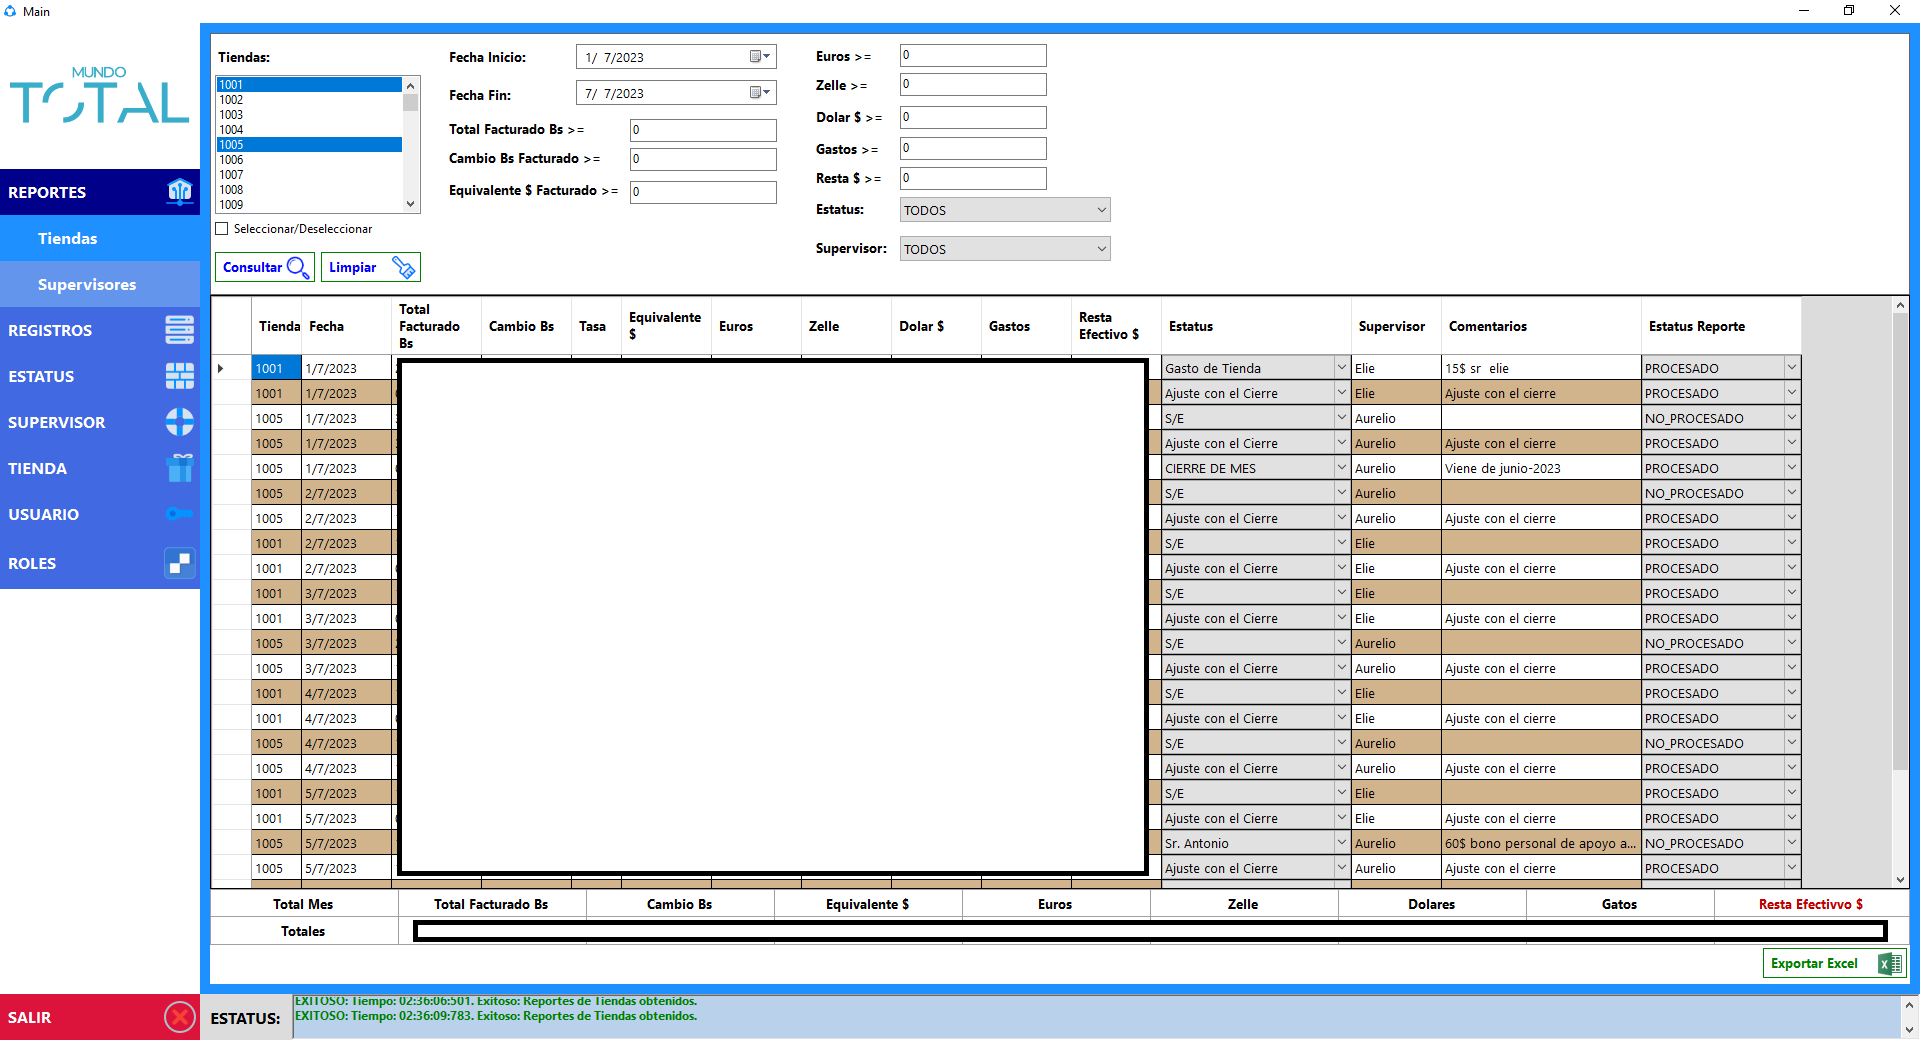 Main
MUNDO
TOTAL
REPORTES
Tiendas
Supervisores
REGISTROS
ESTATUS
SUPERVISOR
TIENDA
USUARIO
ROLES
SALIR
Tiendas:
1001
1002
1003
1004
1005
1006
1007
1008
1009
Seleccionar/Deseleccionar
Consultar
Limpiar
Fecha Inicio: 1/ 7/2023
Fecha Fin: 7/ 7/2023
Total Facturado Bs >= 0
Cambio Bs Facturado >= 0
Equivalente $ Facturado >= 0
Euros >= 0
Zelle >= 0
Dolar $ >= 0
Gastos >= 0
Resta $ >= 0
Estatus: TODOS
Supervisor: TODOS
Tienda Fecha Total Facturado Bs Cambio Bs Tasa Equivalente $ Euros Zelle Dolar $ Gastos Resta Efectivo $ Estatus Supervisor Comentarios Estatus Reporte
1001 1/7/2023 Gasto de Tienda Elie 15$ sr elie PROCESADO
1001 1/7/2023 Ajuste con el Cierre Elie Ajuste con el cierre PROCESADO
1005 1/7/2023 S/E Aurelio NO_PROCESADO
1005 1/7/2023 Ajuste con el Cierre Aurelio Ajuste con el cierre PROCESADO
1005 1/7/2023 CIERRE DE MES Aurelio Viene de junio-2023 PROCESADO
1005 2/7/2023 S/E Aurelio NO_PROCESADO
1005 2/7/2023 Ajuste con el Cierre Aurelio Ajuste con el cierre PROCESADO
1001 2/7/2023 S/E Elie PROCESADO
1001 2/7/2023 Ajuste con el Cierre Elie Ajuste con el cierre PROCESADO
1001 3/7/2023 S/E Elie PROCESADO
1001 3/7/2023 Ajuste con el Cierre Elie Ajuste con el cierre PROCESADO
1005 3/7/2023 S/E Aurelio NO_PROCESADO
1005 3/7/2023 Ajuste con el Cierre Aurelio Ajuste con el cierre PROCESADO
1001 4/7/2023 S/E Elie PROCESADO
1001 4/7/2023 Ajuste con el Cierre Elie Ajuste con el cierre PROCESADO
1005 4/7/2023 S/E Aurelio NO_PROCESADO
1005 4/7/2023 Ajuste con el Cierre Aurelio Ajuste con el cierre PROCESADO
1001 5/7/2023 S/E Elie PROCESADO
1001 5/7/2023 Ajuste con el Cierre Elie Ajuste con el cierre PROCESADO
1005 5/7/2023 Sr. Antonio Aurelio 60$ bono personal de apoyo a... NO_PROCESADO
1005 5/7/2023 Ajuste con el Cierre Aurelio Ajuste con el cierre PROCESADO
Total Mes Total Facturado Bs Cambio Bs Equivalente $ Euros Zelle Dolares Gatos Resta Efectivvo $
Totales
Exportar Excel
ESTATUS:
EXITOSO: Tiempo: 02:36:06:501. Exitoso: Reportes de Tiendas obtenidos.
EXITOSO: Tiempo: 02:36:09:783. Exitoso: Reportes de Tiendas obtenidos.